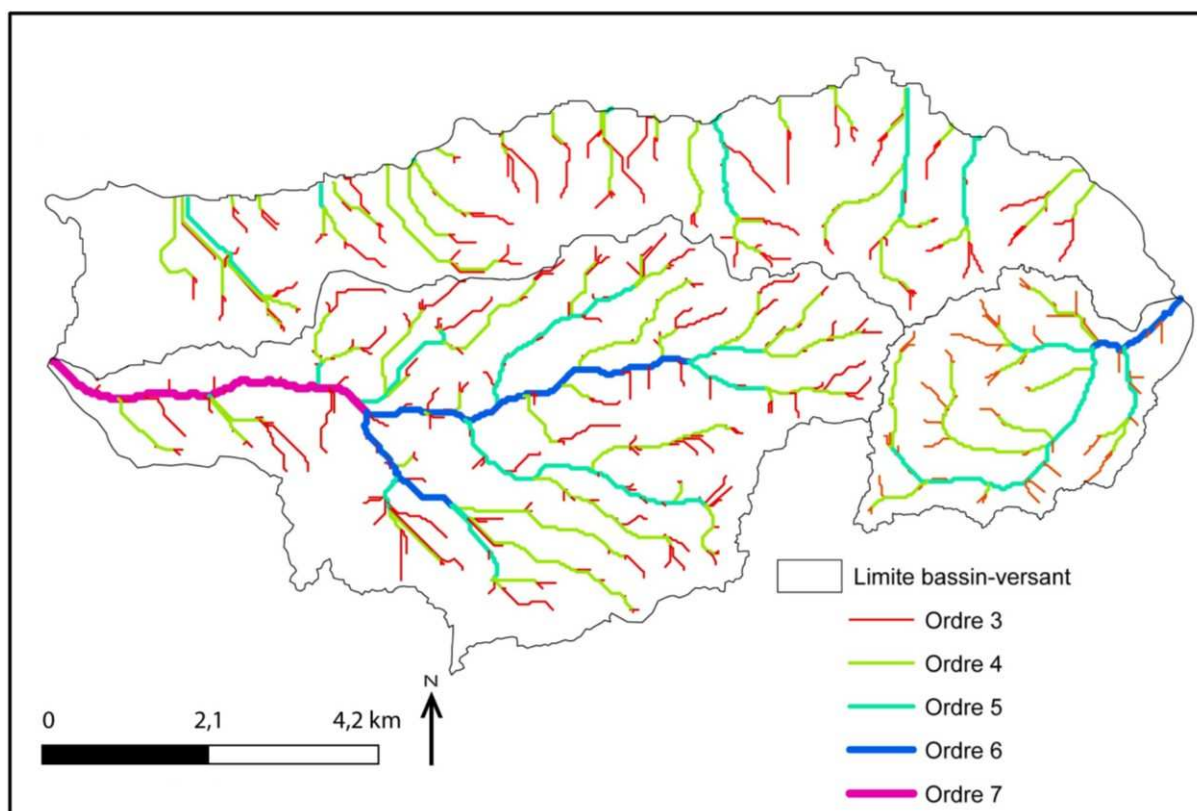 Limite bassin-versant
Ordre 3
Ordre 4
Ordre 5
Ordre 6
Ordre 7
N
0 2,1 4,2 km